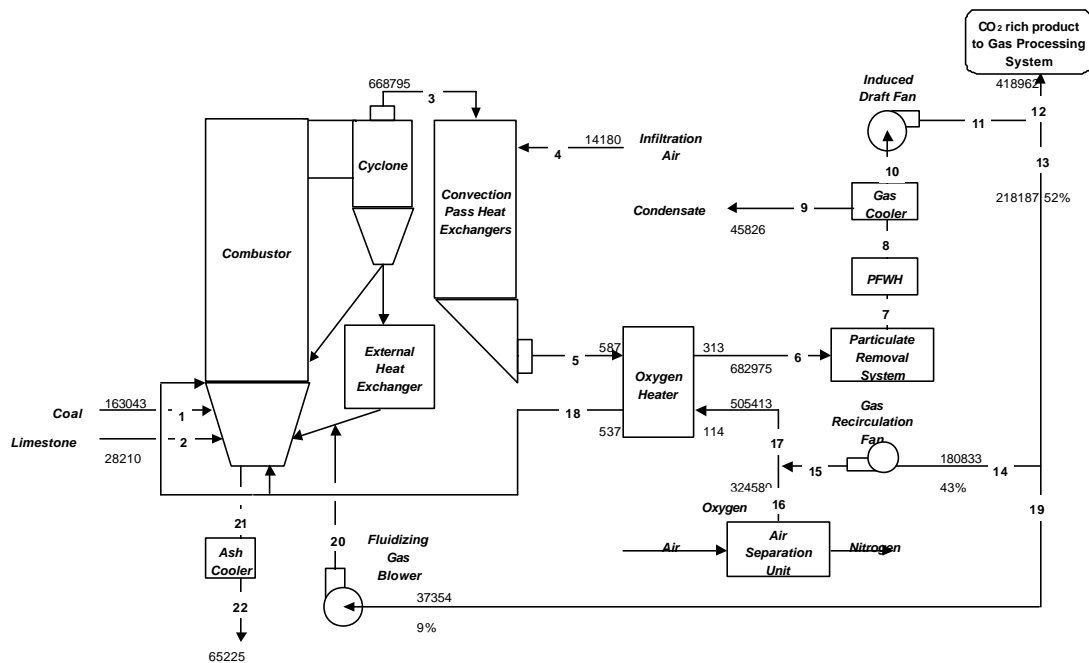 CO2 rich product
to Gas Processing
System
418962
Induced
Draft Fan
668795
3
12
11
13
14180
Infiltration
Air
4
Cyclone
10
Convection
Pass Heat
Exchangers
218187 52%
Gas
Cooler
9
Condensate
45826
Combustor
8
PFWH
7
External
Heat
Exchanger
587
5
313
6
682975
Particulate
Removal
System
Oxygen
Heater
Coal
163043
1
18
505413
Gas
Recirculation
Fan
Limestone
2
28210
537
114
17
15
180833
14
43%
324580
16
Oxygen
19
21
20
Fluidizing
Gas
Blower
Air
Air
Separation
Unit
Nitrogen
Ash
Cooler
22
37354
9%
65225